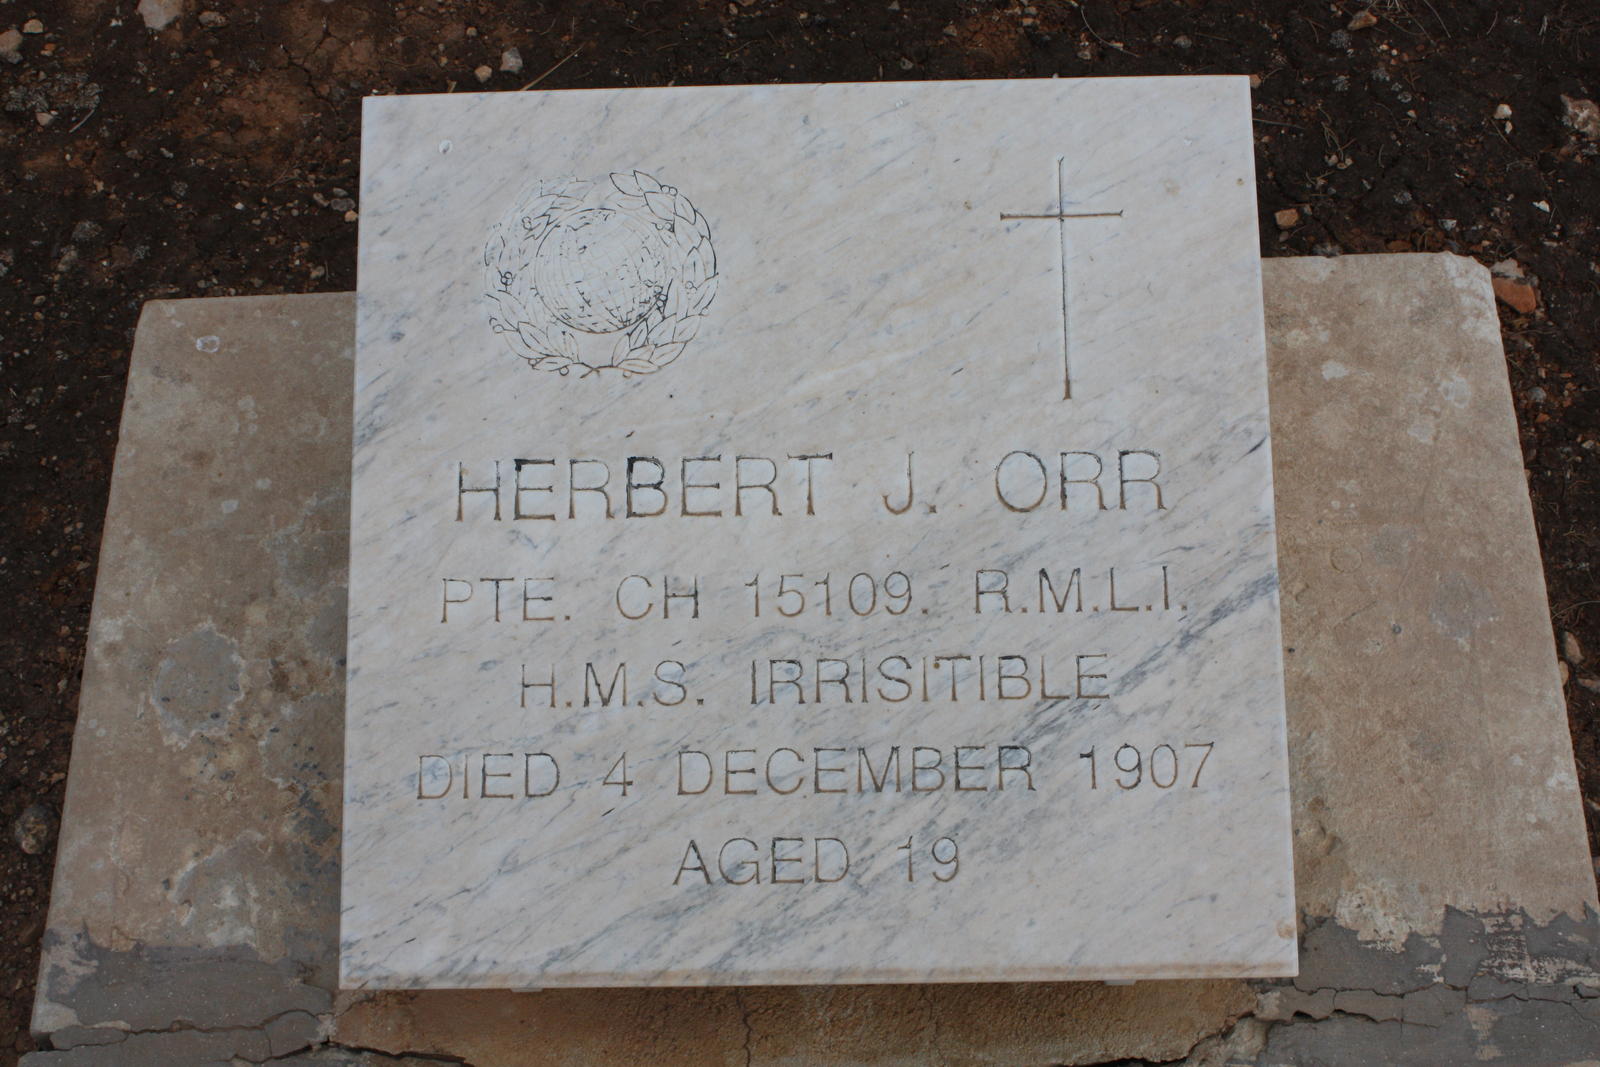 HERBERT J. ORR
PTE. CH 15109. R.M.L.I.
H.M.S. IRRISITIBLE
DIED 4 DECEMBER 1907
AGED 19